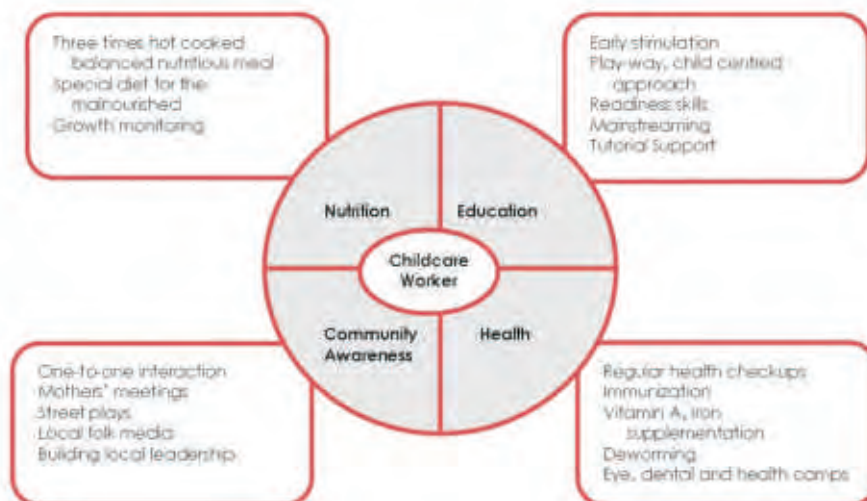 Three times hot cooked
balanced nutritious meal
Special diet for the
malnourished
Growth monitoring
Early stimulation
Play-way, child centred
approach
Readiness skills
Mainstreaming
Tutorial Support
Nutrition
Education
Childcare
Worker
Community
Awareness
Health
One-to-one interaction
Mothers' meetings
Street plays
Local folk media
Building local leadership
Regular health checkups
Immunization
Vitamin A, iron
supplementation
Deworming
Eye, dental and health camps